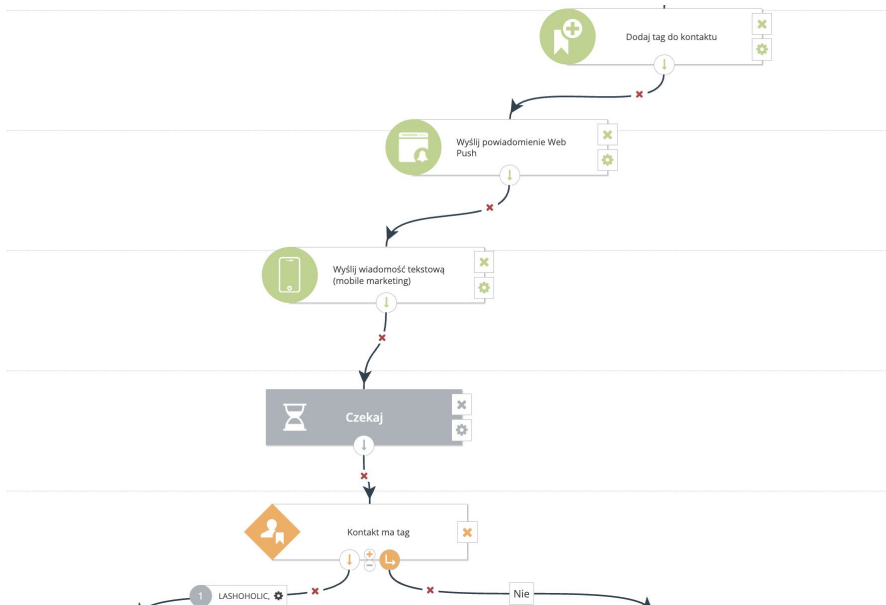 Dodaj tag do kontaktu
Wyślij powiadomienie Web
Push
Wyślij wiadomość tekstową
(mobile marketing)
Czekaj
Kontakt ma tag
1 LASHOHOLIC,
Nie